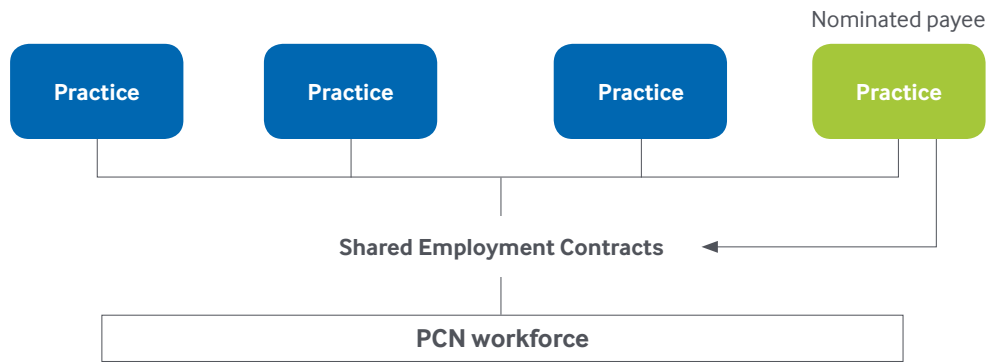 Nominated payee
Practice
Practice
Practice
Practice
Shared Employment Contracts
PCN workforce